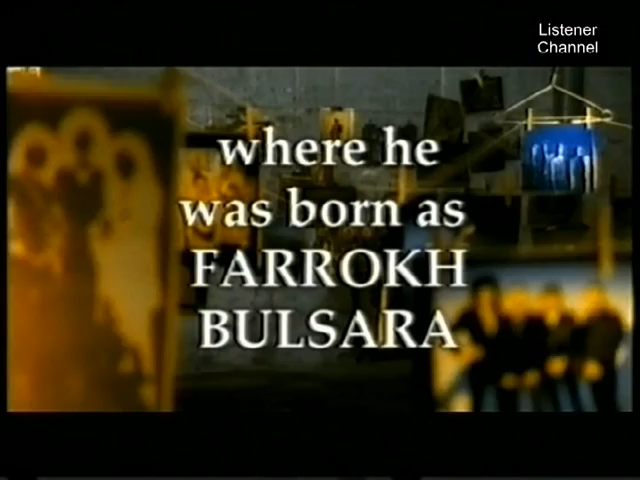 Listener
Channel
where he
was born as
FARROKH
BULSARA